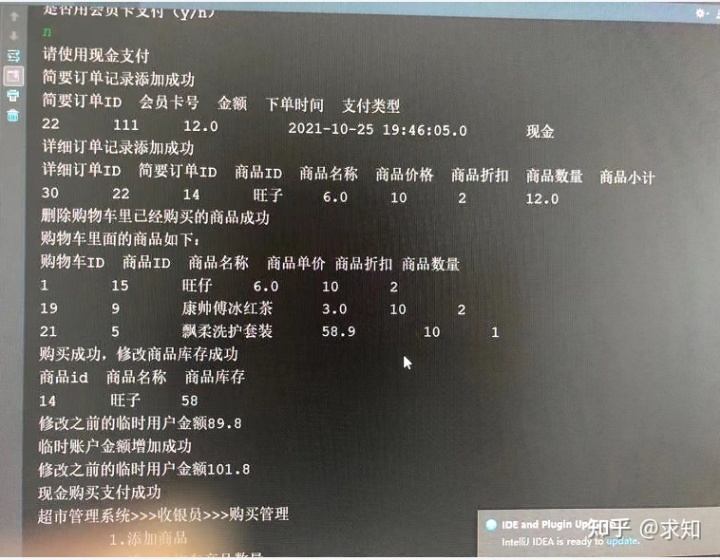 是否用会员卡支付（y/n）
n
请使用现金支付
简要订单记录添加成功
简要订单ID 会员卡号 金额 下单时间 支付类型
22 111 12.0 2021-10-25 19:46:05.0 现金
详细订单记录添加成功
详细订单ID 简要订单ID 商品ID 商品名称 商品价格 商品折扣 商品数量 商品小计
30 22 14 旺子 6.0 10 2 12.0
删除购物车里已经购买的商品成功
购物车里面的商品如下:
购物车ID 商品ID 商品名称 商品单价 商品折扣 商品数量
1 15 旺仔 6.0 10 2
19 9 康帅傅冰红茶 3.0 10 2
21 5 飘柔洗护套装 58.9 10 1
购买成功，修改商品库存成功
商品id 商品名称 商品库存
14 旺子 58
修改之前的临时用户金额89.8
临时账户金额增加成功
修改之前的临时用户金额101.8
现金购买支付成功
超市管理系统>>>收银员>>>购买管理
1.添加商品
IDE and Plugin
IntelliJ IDEA is ready to update.
知乎 @求知